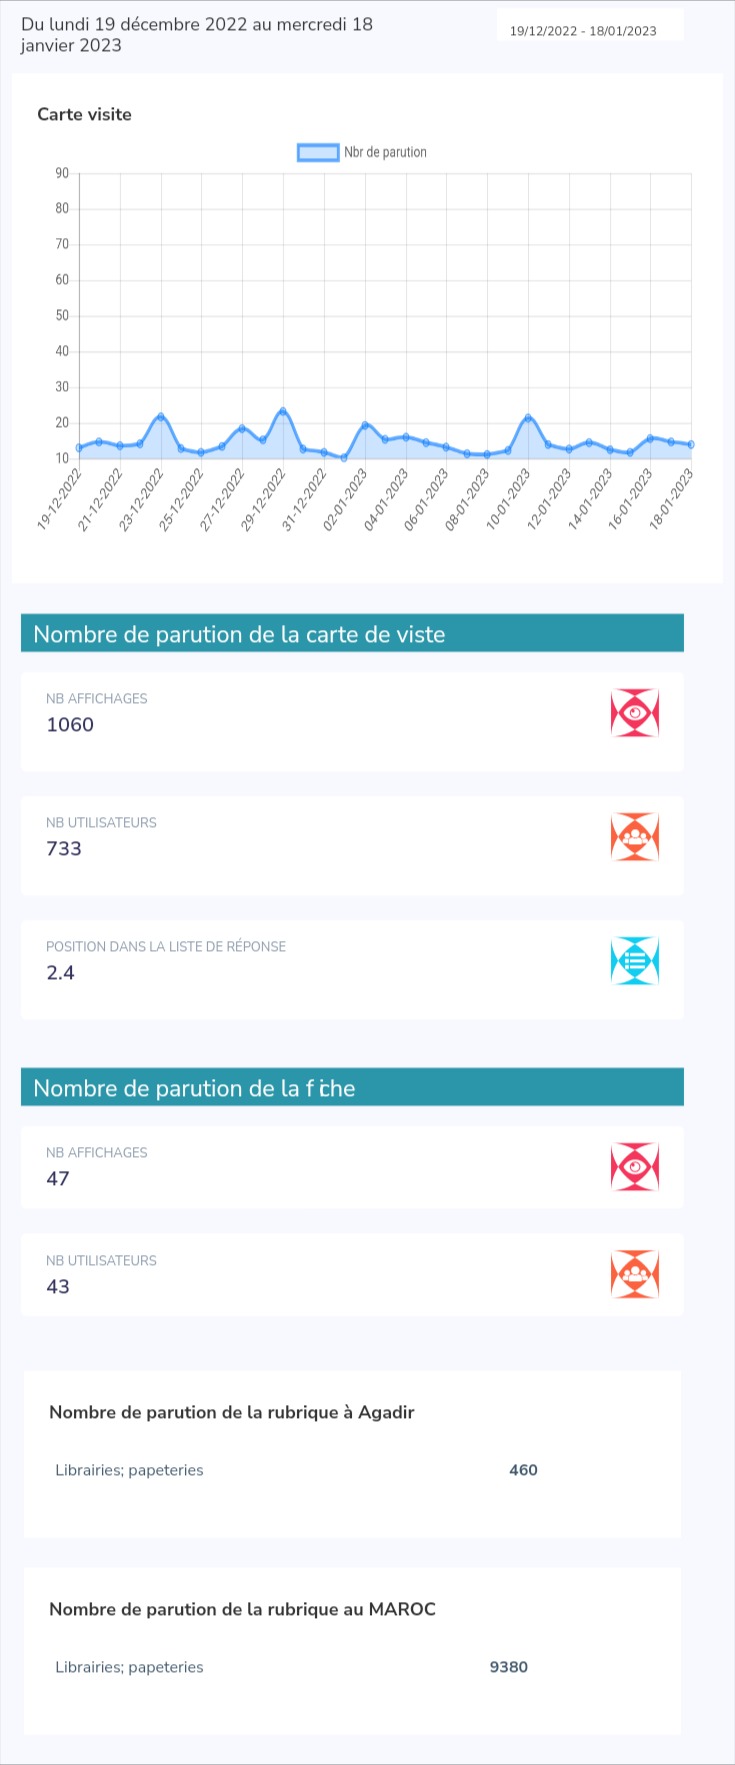 Du lundi 19 décembre 2022 au mercredi 18
janvier 2023
19/12/2022 - 18/01/2023
Carte visite
Nbr de parution
90
80
70
60
50
40
30
20
10
19-12-2022
21-12-2022
23-12-2022
25-12-2022
27-12-2022
29-12-2022
31-12-2022
02-01-2023
04-01-2023
06-01-2023
08-01-2023
10-01-2023
12-01-2023
14-01-2023
16-01-2023
18-01-2023
Nombre de parution de la carte de viste
NB AFFICHAGES
1060
NB UTILISATEURS
733
POSITION DANS LA LISTE DE RÉPONSE
2.4
Nombre de parution de la fiche
NB AFFICHAGES
47
NB UTILISATEURS
43
Nombre de parution de la rubrique à Agadir
Librairies; papeteries 460
Nombre de parution de la rubrique au MAROC
Librairies; papeteries 9380